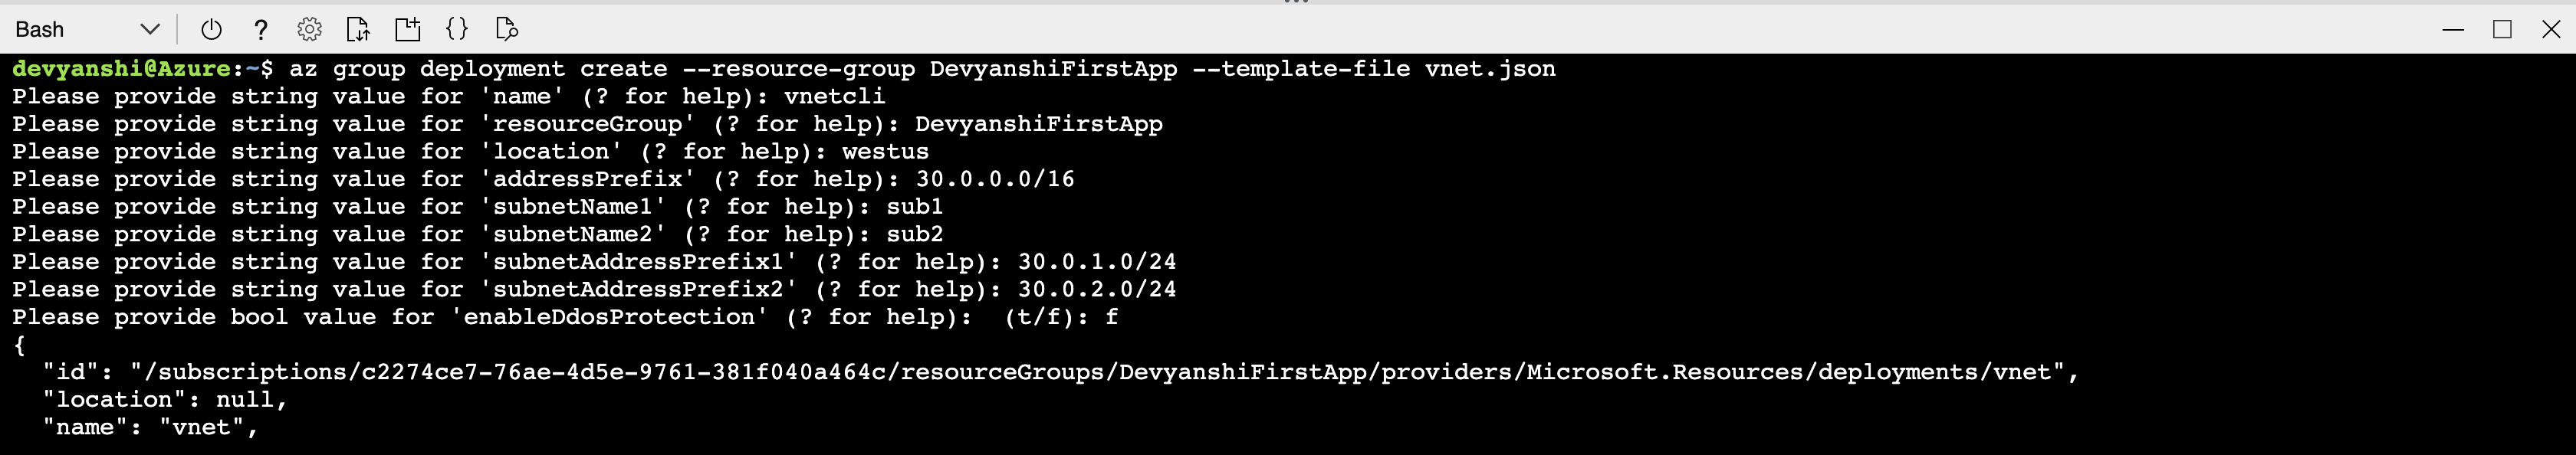 Bash
devyanshi@Azure:~$ az group deployment create --resource-group DevyanshiFirstApp --template-file vnet.json
Please provide string value for 'name' (? for help): vnetcli
Please provide string value for 'resourceGroup' (? for help): DevyanshiFirstApp
Please provide string value for 'location' (? for help): westus
Please provide string value for 'addressPrefix' (? for help): 30.0.0.0/16
Please provide string value for 'subnetName1' (? for help): sub1
Please provide string value for 'subnetName2' (? for help): sub2
Please provide string value for 'subnetAddressPrefix1' (? for help): 30.0.1.0/24
Please provide string value for 'subnetAddressPrefix2' (? for help): 30.0.2.0/24
Please provide bool value for 'enableDdosProtection' (? for help):  (t/f): f
{
  "id": "/subscriptions/c2274ce7-76ae-4d5e-9761-381f040a464c/resourceGroups/DevyanshiFirstApp/providers/Microsoft.Resources/deployments/vnet",
  "location": null,
  "name": "vnet",